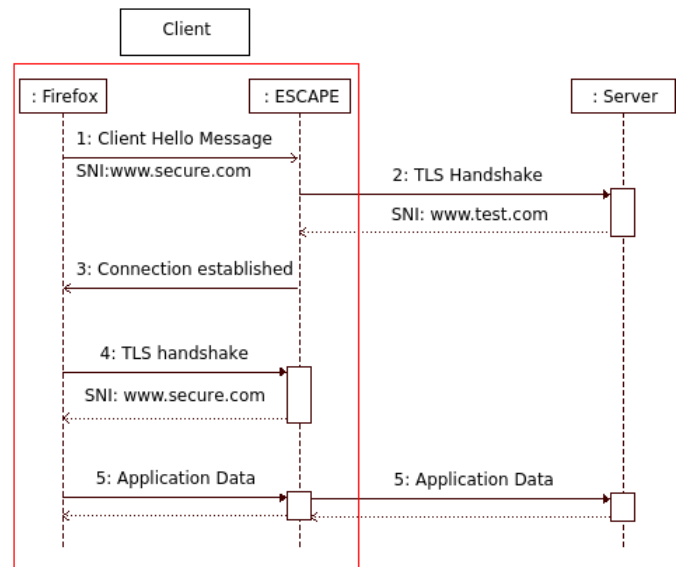 Client
: Firefox
: ESCAPE
: Server
1: Client Hello Message
SNI:www.secure.com
2: TLS Handshake
SNI: www.test.com
3: Connection established
4: TLS handshake
SNI: www.secure.com
5: Application Data
5: Application Data